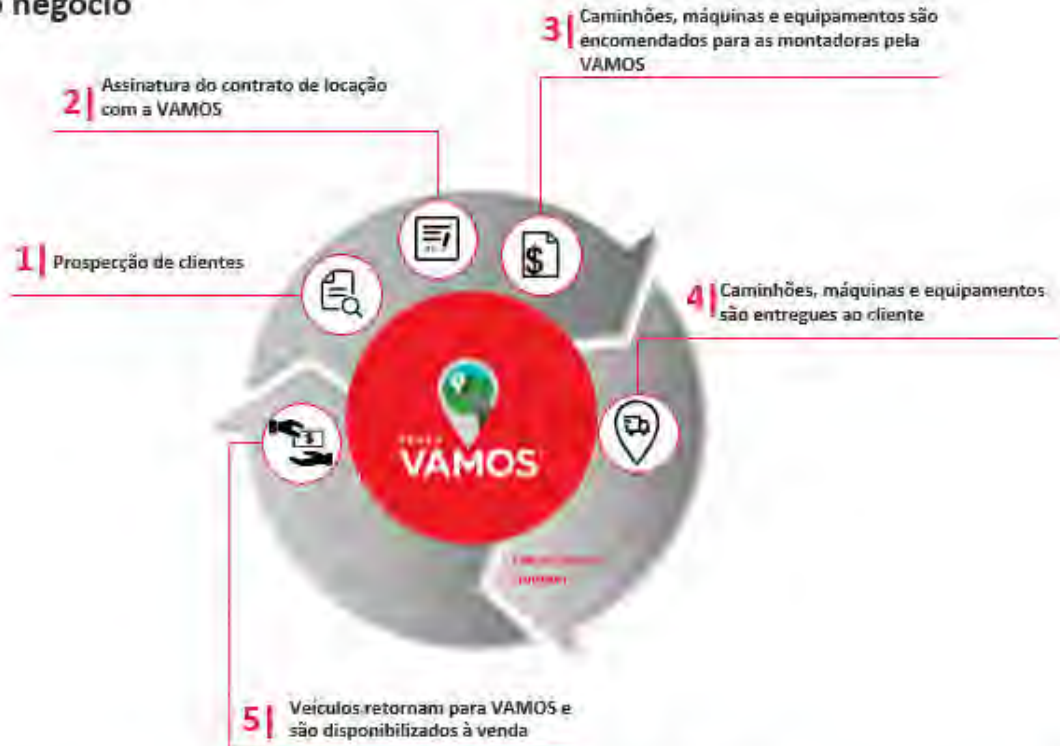 negócio
3 Caminhões, máquinas e equipamentos são
encomendados para as montadoras pela
VAMOS
2 Assinatura do contrato de locação
com a VAMOS
1 Prospecção de clientes
4 Caminhões, máquinas e equipamentos
são entregues ao cliente
VAMOS
5 Veículos retornam para VAMOS e
são disponibilizados à venda